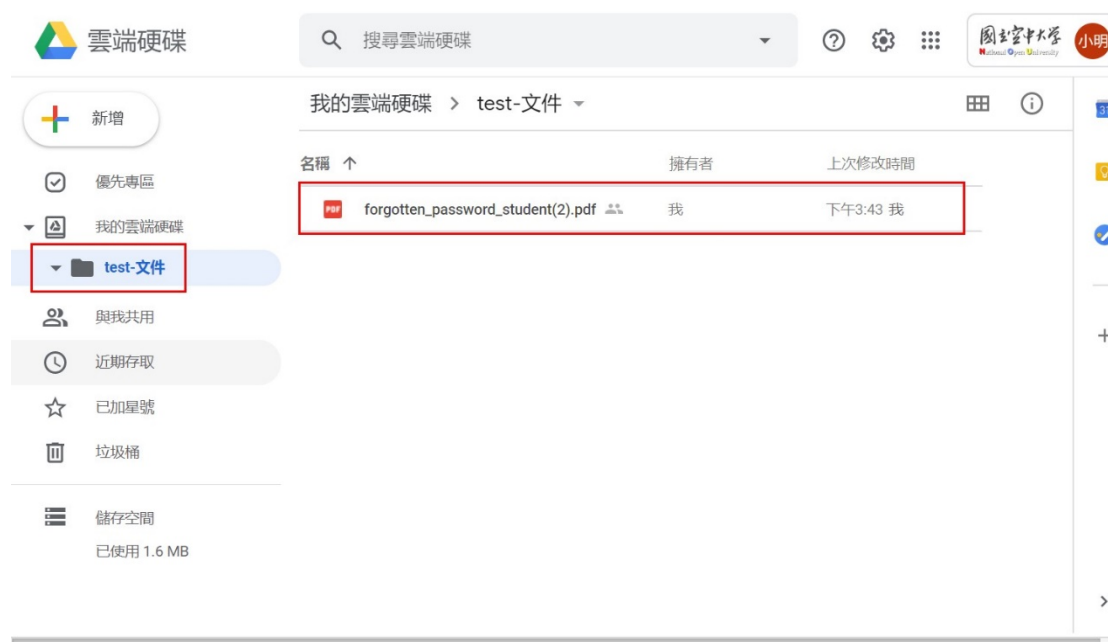 雲端硬碟
搜尋雲端硬碟
國立空中大學
National Open University
小明
新增
我的雲端硬碟 > test-文件
名稱 ↑ 擁有者 上次修改時間
PDF forgotten_password_student(2).pdf 我 下午3:43 我
優先專區
我的雲端硬碟
test-文件
與我共用
近期存取
已加星號
垃圾桶
儲存空間
已使用 1.6 MB
31